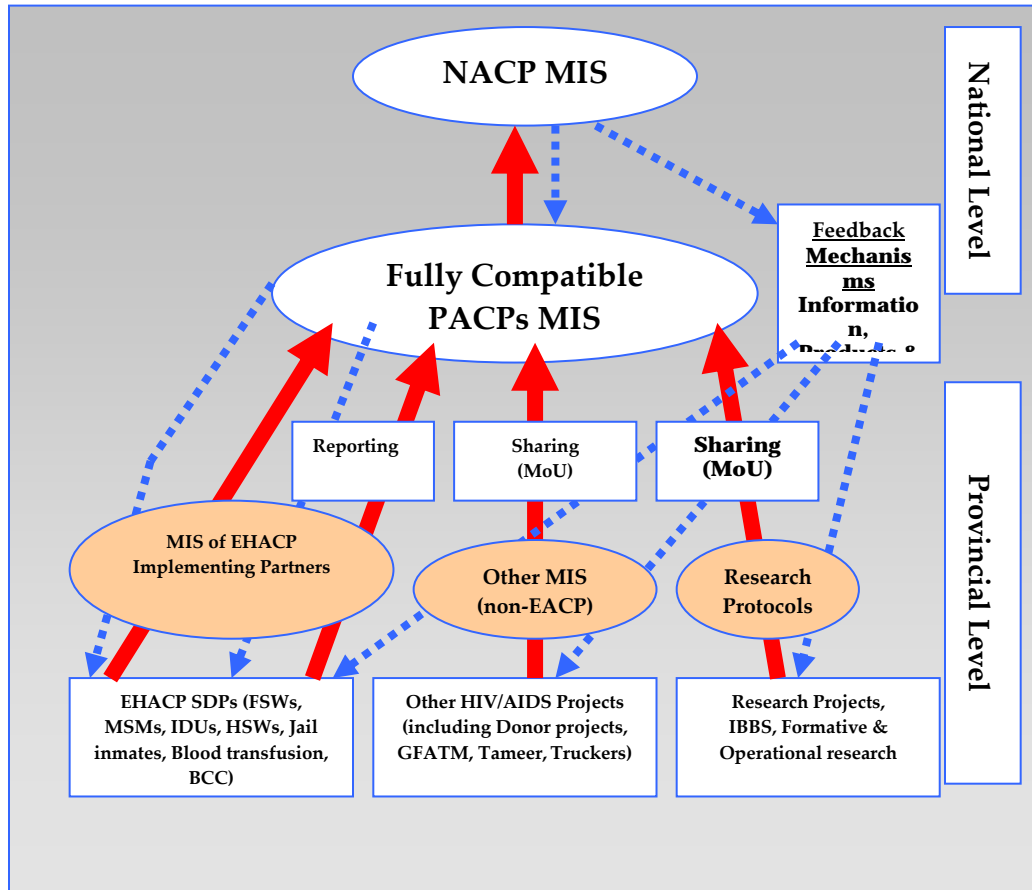 NACP MIS
National Level
Feedback
Mechanis
ms
Informatio
n,
Products &
Fully Compatible
PACPs MIS
Reporting
Sharing
(MoU)
Sharing
(MoU)
Provincial Level
MIS of EHACP
Implementing Partners
Other MIS
(non-EACP)
Research
Protocols
EHACP SDPs (FSWs,
MSMs, IDUs, HSWs, Jail
inmates, Blood transfusion,
BCC)
Other HIV/AIDS Projects
(including Donor projects,
GFATM, Tameer, Truckers)
Research Projects,
IBBS, Formative &
Operational research